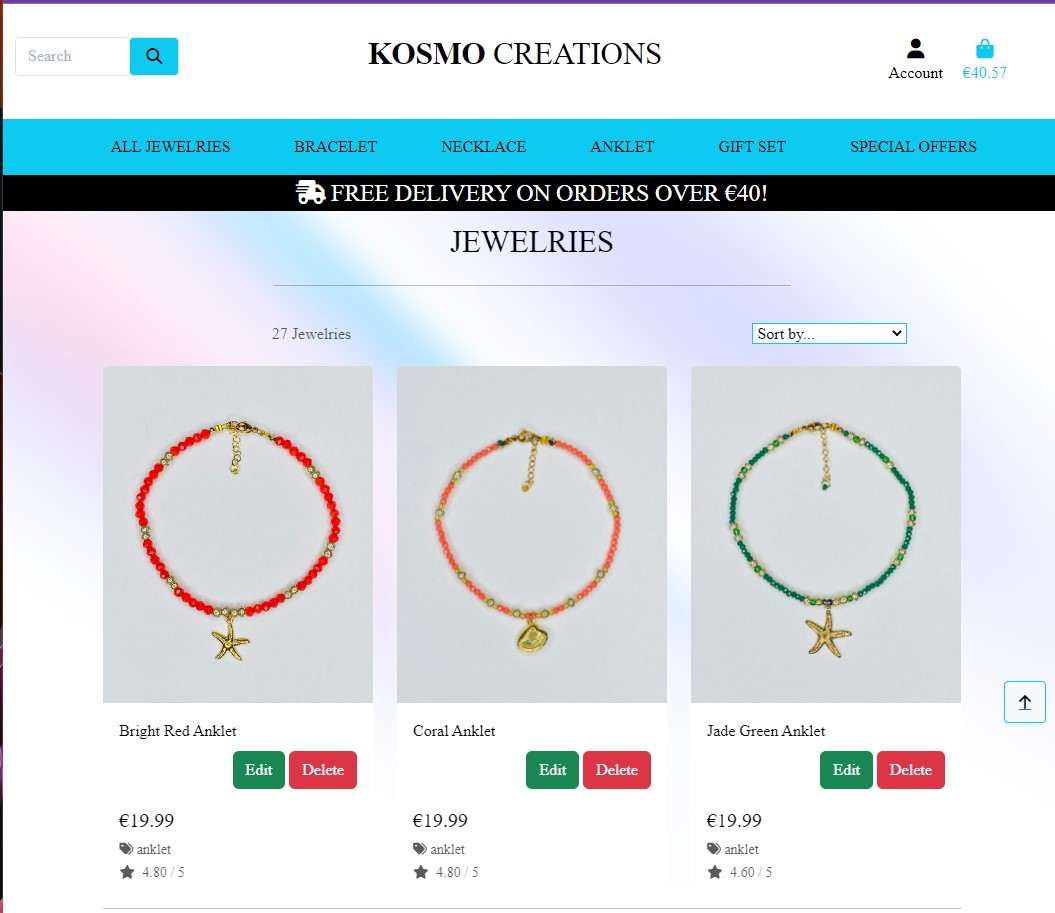 Search
KOSMO CREATIONS
Account
€40.57
ALL JEWELRIES BRACELET NECKLACE ANKLET GIFT SET SPECIAL OFFERS
FREE DELIVERY ON ORDERS OVER €40!
JEWELRIES
27 Jewelries
Sort by...
Bright Red Anklet
Edit Delete
€19.99
anklet
4.80 / 5
Coral Anklet
Edit Delete
€19.99
anklet
4.80 / 5
Jade Green Anklet
Edit Delete
€19.99
anklet
4.60 / 5